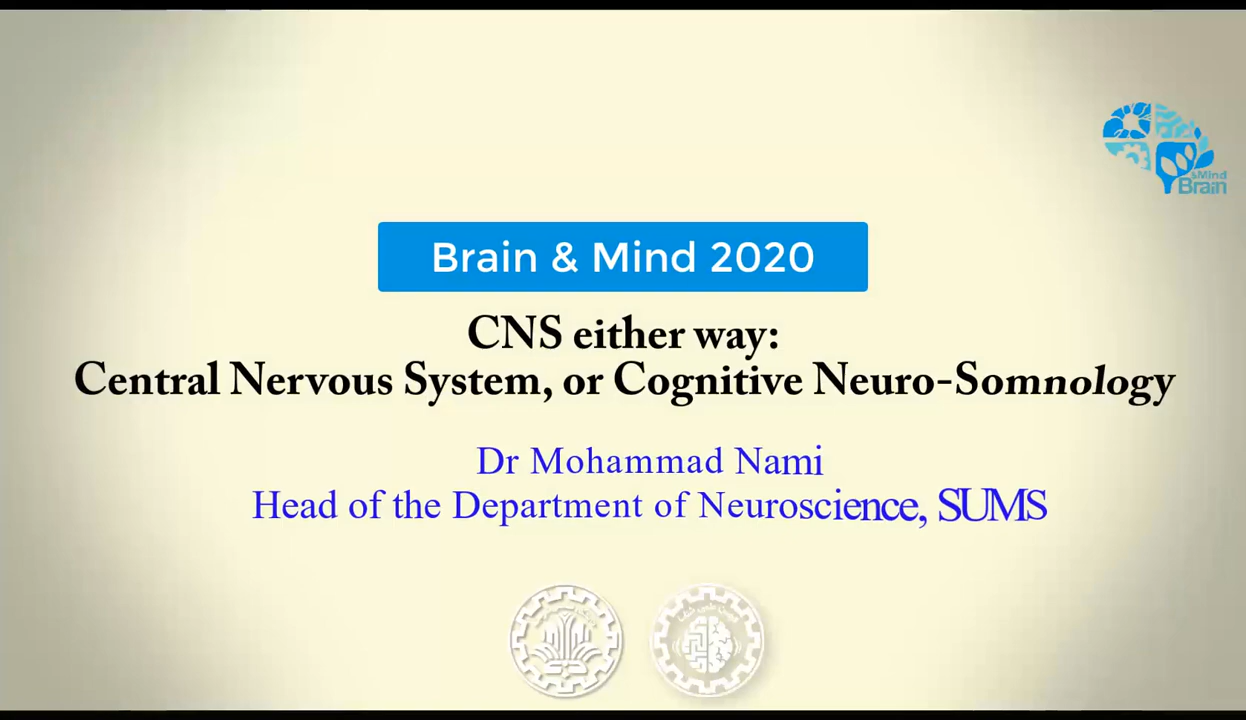 &Mind
Brain
Brain & Mind 2020
CNS either way:
Central Nervous System, or Cognitive Neuro-Somnology
Dr Mohammad Nami
Head of the Department of Neuroscience, SUMS